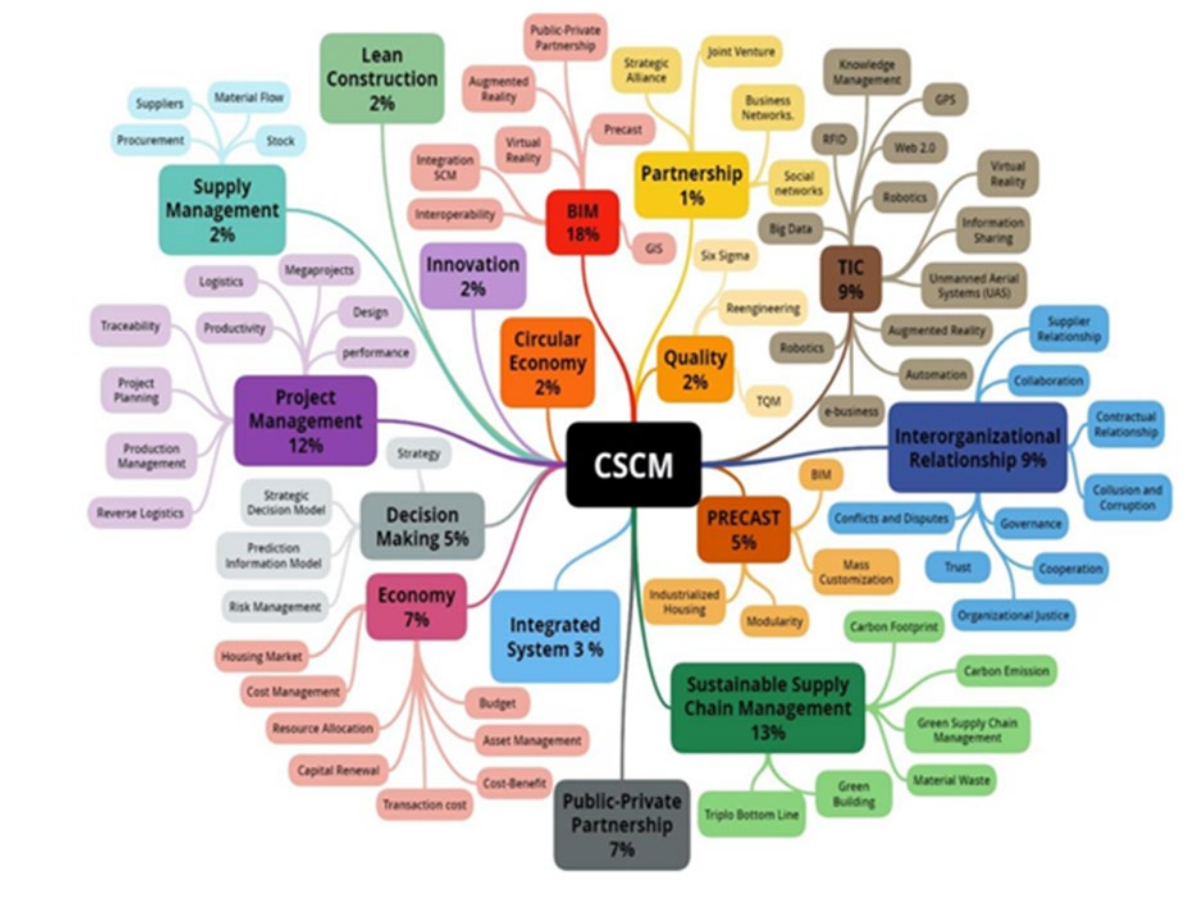 Lean
Construction
2%
Suppliers
Material Flow
Procurement
Stock
Supply
Management
2%
Public-Private
Partnership
Augmented
Reality
Precast
Virtual
Reality
Integration
SCM
Interoperability
BIM
18%
GIS
Strategic
Alliance
Joint Venture
Business
Networks.
Social
networks
Partnership
1%
Knowledge
Management
GPS
RFID
Web 2.0
Virtual
Reality
Robotics
Big Data
Information
Sharing
TIC
9%
Unmanned Aerial
Systems (UAS)
Augmented Reality
Robotics
Automation
e-business
Innovation
2%
Six Sigma
Reengineering
Quality
2%
TQM
Circular
Economy
2%
Logistics
Megaprojects
Traceability
Productivity
Design
performance
Project
Planning
Project
Management
12%
Production
Management
Reverse Logistics
CSCM
Supplier
Relationship
Collaboration
Contractual
Relationship
Interorganizational
Relationship 9%
Collusion and
Corruption
Conflicts and Disputes
Governance
Trust
Cooperation
Organizational Justice
Strategy
Strategic
Decision Model
Decision
Making 5%
Prediction
Information Model
Risk Management
BIM
PRECAST
5%
Mass
Customization
Industrialized
Housing
Modularity
Economy
7%
Housing Market
Cost Management
Resource Allocation
Capital Renewal
Transaction cost
Budget
Asset Management
Cost-Benefit
Integrated
System 3 %
Carbon Footprint
Carbon Emission
Sustainable Supply
Chain Management
13%
Green Supply Chain
Management
Material Waste
Green
Building
Triplo Bottom Line
Public-Private
Partnership
7%